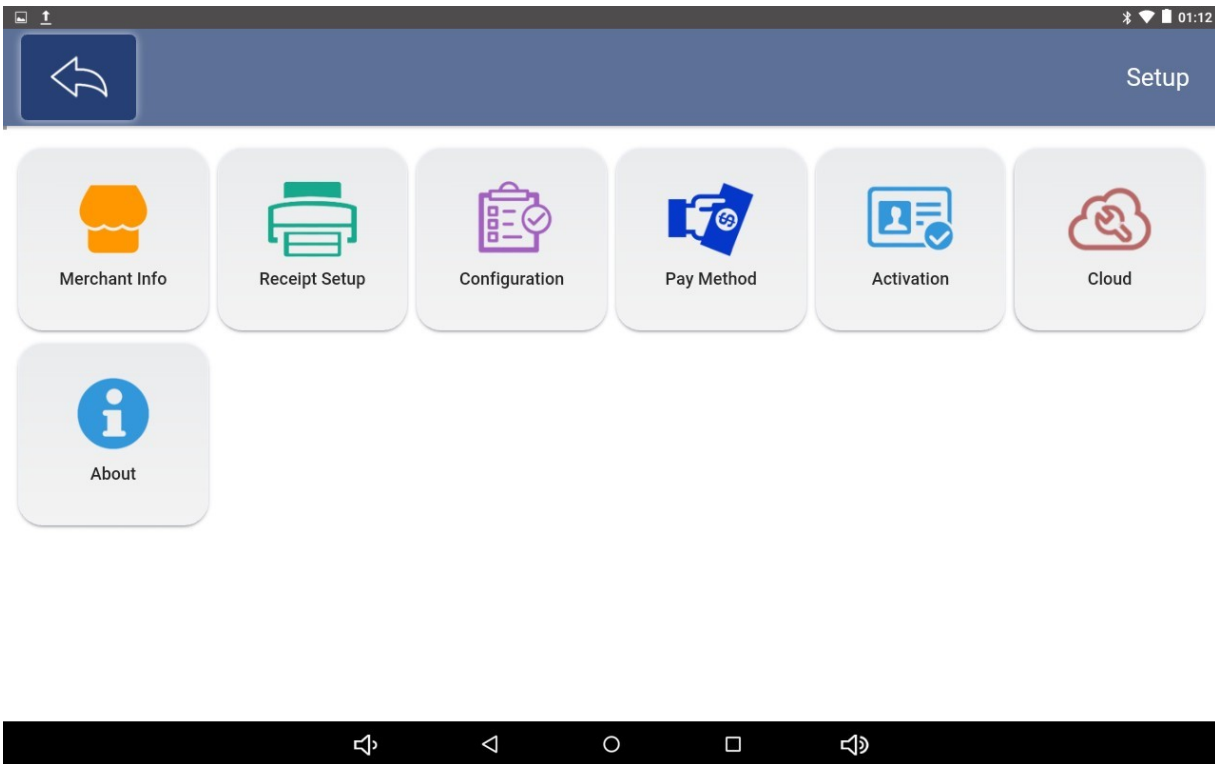 01:12
Setup
Merchant Info
Receipt Setup
Configuration
Pay Method
Activation
Cloud
About